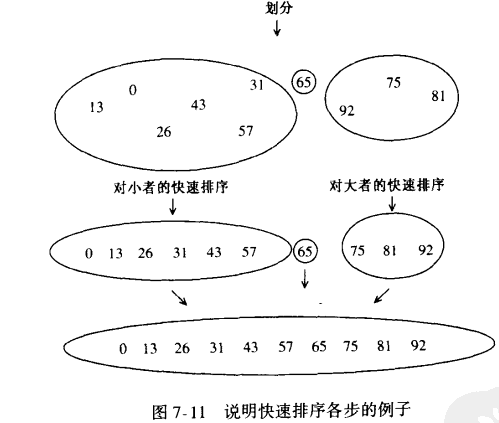 划分
13 0 26 43 31 57 65 92 75 81
对小者的快速排序 对大者的快速排序
0 13 26 31 43 57 65 75 81 92
0 13 26 31 43 57 65 75 81 92
图 7-11 说明快速排序各步的例子